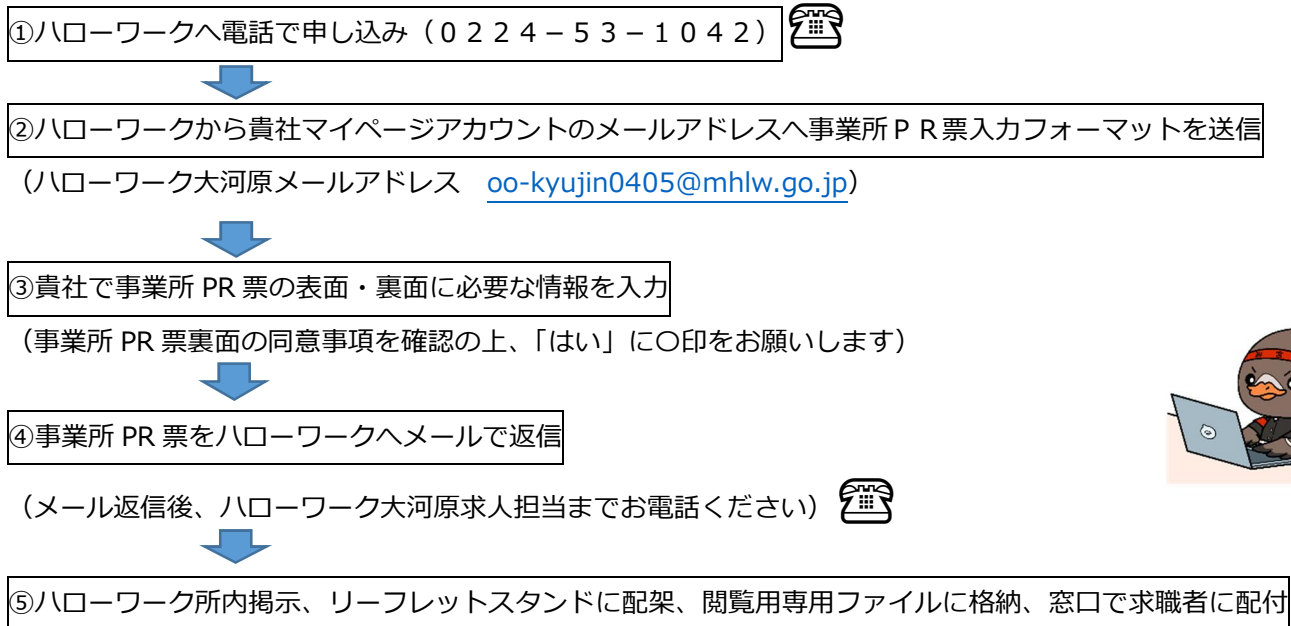 ①ハローワークへ電話で申し込み（０２２４－５３－１０４２）
②ハローワークから貴社マイページアカウントのメールアドレスへ事業所ＰＲ票入力フォーマットを送信
（ハローワーク大河原メールアドレス　oo-kyujin0405@mhlw.go.jp）
③貴社で事業所 PR 票の表面・裏面に必要な情報を入力
（事業所 PR 票裏面の同意事項を確認の上、「はい」に〇印をお願いします）
④事業所 PR 票をハローワークへメールで返信
（メール返信後、ハローワーク大河原求人担当までお電話ください）
⑤ハローワーク所内掲示、リーフレットスタンドに配架、閲覧用専用ファイルに格納、窓口で求職者に配付